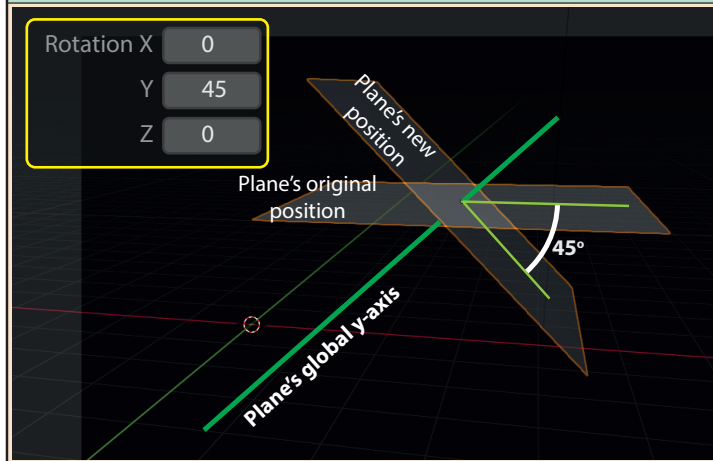 Rotation X 0
Y 45
Z 0
Plane's new
position
Plane's original
position
45°
Plane's global y-axis